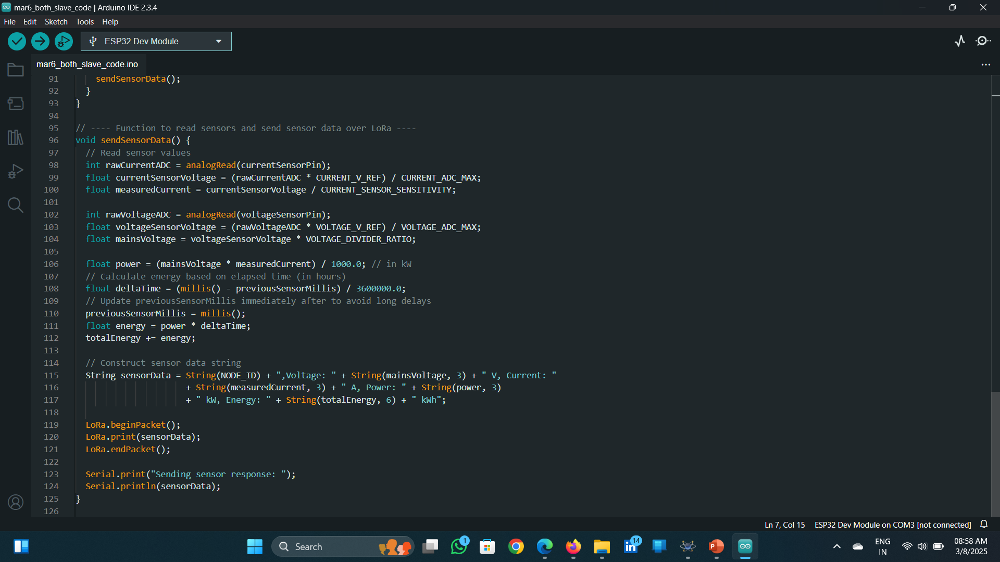 mar6_both_slave_code | Arduino IDE 2.3.4
File Edit Sketch Tools Help
ESP32 Dev Module
mar6_both_slave_code.ino
91 sendSensorData();
92 }
93 }
94
95 // ---- Function to read sensors and send sensor data over LoRa ----
96 void sendSensorData() {
97 // Read sensor values
98 int rawCurrentADC = analogRead(currentSensorPin);
99 float currentSensorVoltage = (rawCurrentADC * CURRENT_V_REF) / CURRENT_ADC_MAX;
100 float measuredCurrent = currentSensorVoltage / CURRENT_SENSOR_SENSITIVITY;
101
102 int rawVoltageADC = analogRead(voltageSensorPin);
103 float voltageSensorVoltage = (rawVoltageADC * VOLTAGE_V_REF) / VOLTAGE_ADC_MAX;
104 float mainsVoltage = voltageSensorVoltage * VOLTAGE_DIVIDER_RATIO;
105
106 float power = (mainsVoltage * measuredCurrent) / 1000.0; // in kW
107 // Calculate energy based on elapsed time (in hours)
108 float deltaTime = (millis() - previousSensorMillis) / 3600000.0;
109 // Update previousSensorMillis immediately after to avoid long delays
110 previousSensorMillis = millis();
111 float energy = power * deltaTime;
112 totalEnergy += energy;
113
114 // Construct sensor data string
115 String sensorData = String(NODE_ID) + ",Voltage: " + String(mainsVoltage, 3) + " V, Current: "
116 + String(measuredCurrent, 3) + " A, Power: " + String(power, 3)
117 + " kW, Energy: " + String(totalEnergy, 6) + " kWh";
118
119 LoRa.beginPacket();
120 LoRa.print(sensorData);
121 LoRa.endPacket();
122
123 Serial.print("Sending sensor response: ");
124 Serial.println(sensorData);
125 }
126
Ln 7, Col 15 ESP32 Dev Module on COM3 [not connected]
Search
1
14
ENG
IN
08:58 AM
3/8/2025